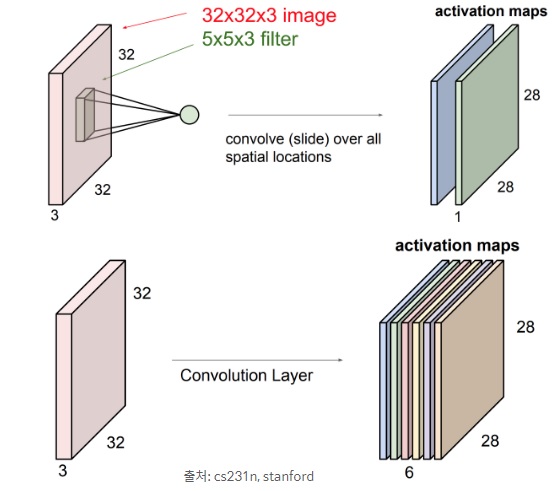 32x32x3 image
5x5x3 filter
32
32
3
convolve (slide) over all
spatial locations
activation maps
28
28
1
32
32
3
Convolution Layer
activation maps
28
28
6
출처: cs231n, stanford